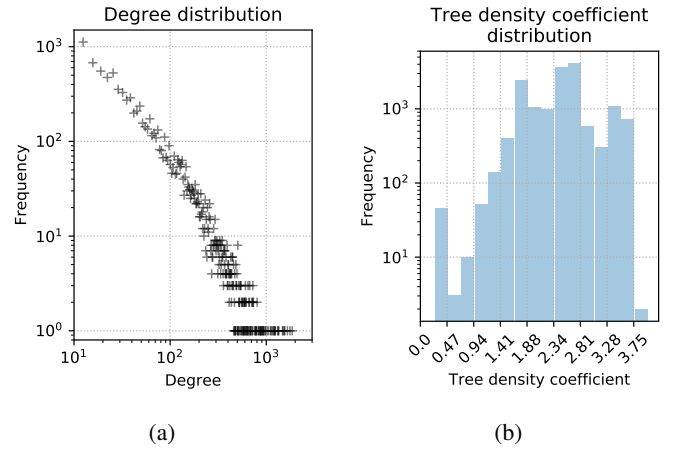 Degree distribution
10³
10²
10¹
10⁰
Frequency
10¹
10²
10³
Degree
(a)
Tree density coefficient
distribution
10³
10²
10¹
Frequency
0.0
0.47
0.94
1.41
1.88
2.34
2.81
3.28
3.75
Tree density coefficient
(b)